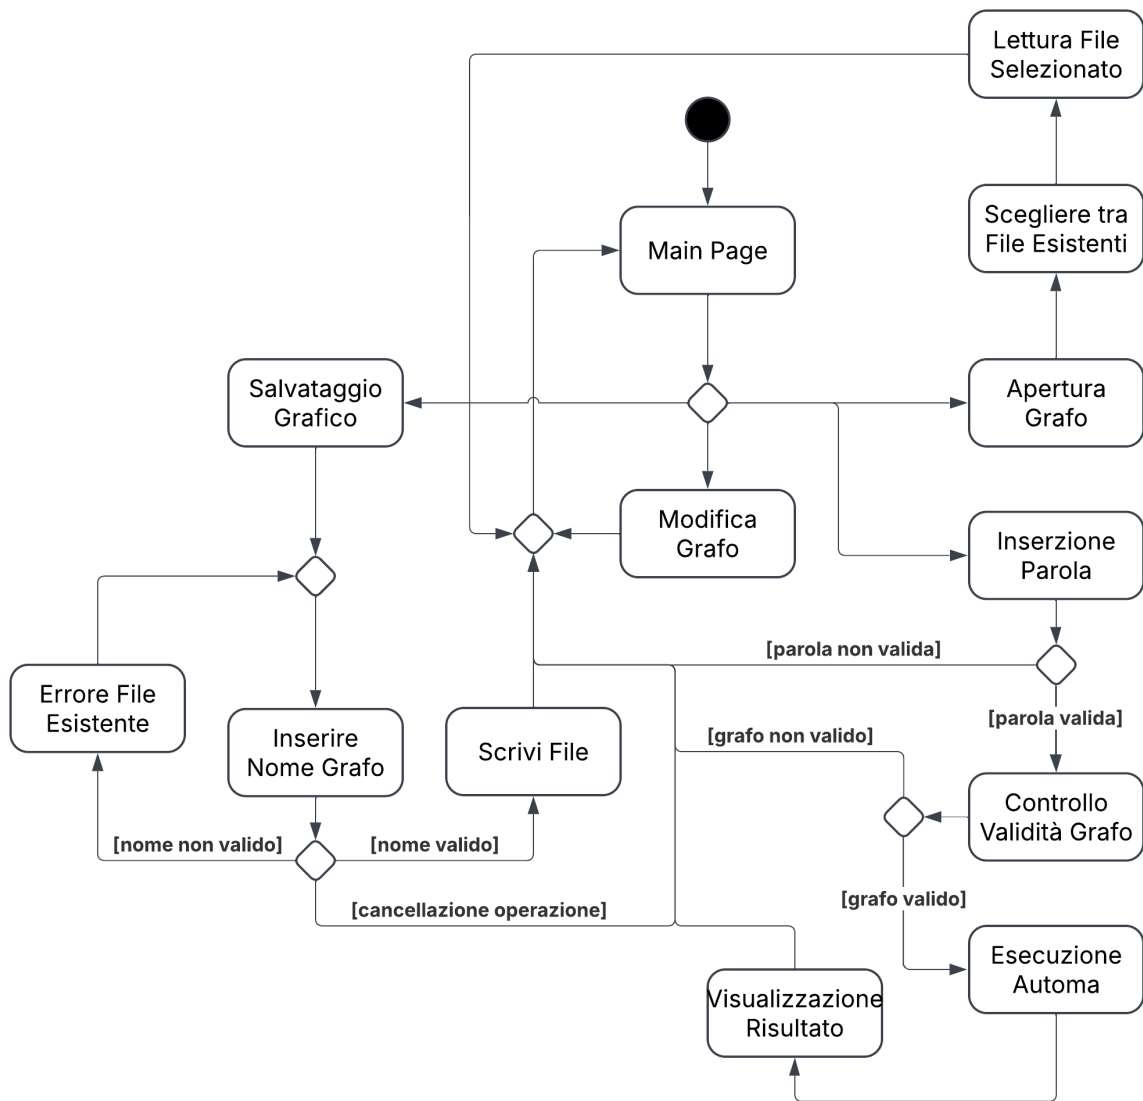 Lettura File
Selezionato
Scegliere tra
File Esistenti
Main Page
Salvataggio
Grafico
Apertura
Grafo
Modifica
Grafo
Inserzione
Parola
[parola non valida]
Errore File
Esistente
Inserire
Nome Grafo
Scrivi File
[grafo non valido]
[parola valida]
Controllo
Validità Grafo
[nome non valido]
[nome valido]
[grafo valido]
[cancellazione operazione]
Esecuzione
Automa
Visualizzazione
Risultato